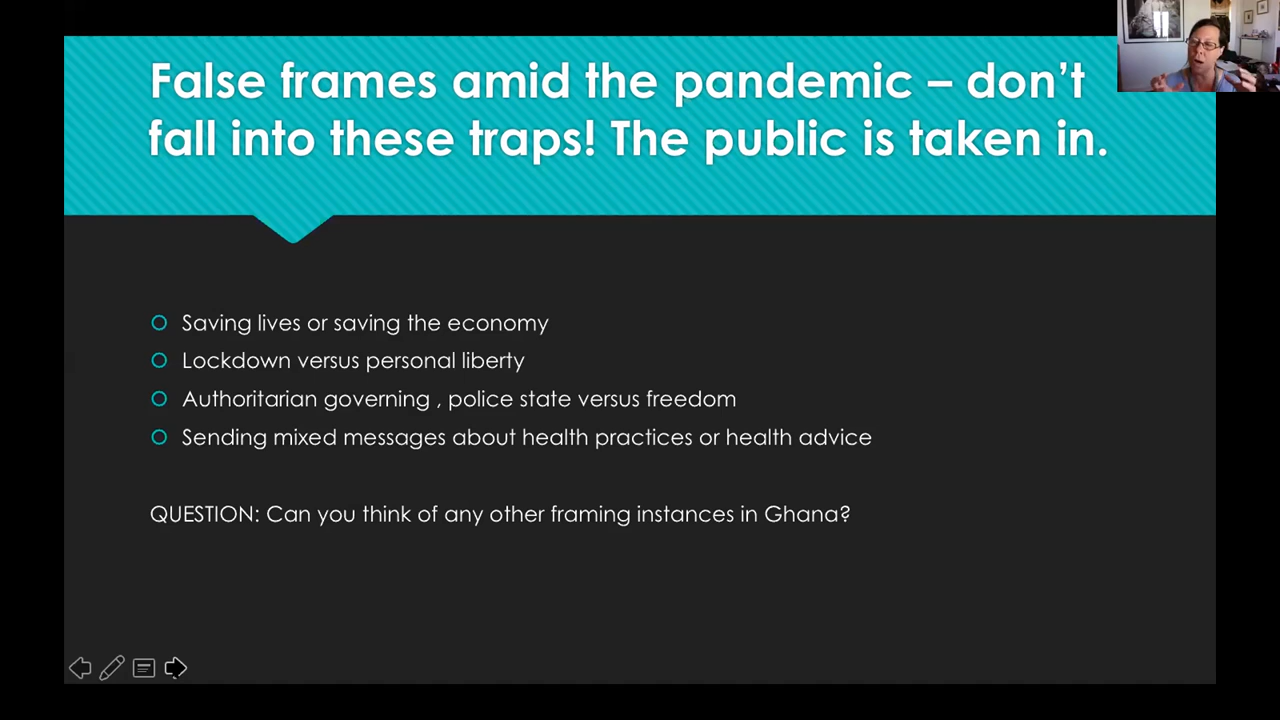 False frames amid the pandemic – don’t
fall into these traps! The public is taken in.
Saving lives or saving the economy
Lockdown versus personal liberty
Authoritarian governing , police state versus freedom
Sending mixed messages about health practices or health advice
QUESTION: Can you think of any other framing instances in Ghana?